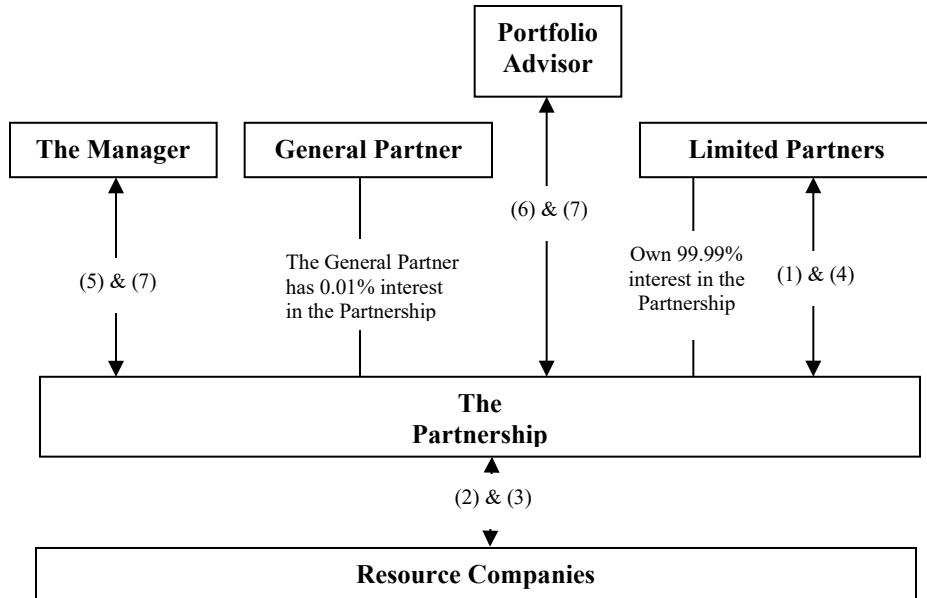 Portfolio
Advisor
The Manager
General Partner
Limited Partners
(5) & (7)
The General Partner
has 0.01% interest
in the Partnership
(6) & (7)
Own 99.99%
interest in the
Partnership
(1) & (4)
The
Partnership
(2) & (3)
Resource Companies